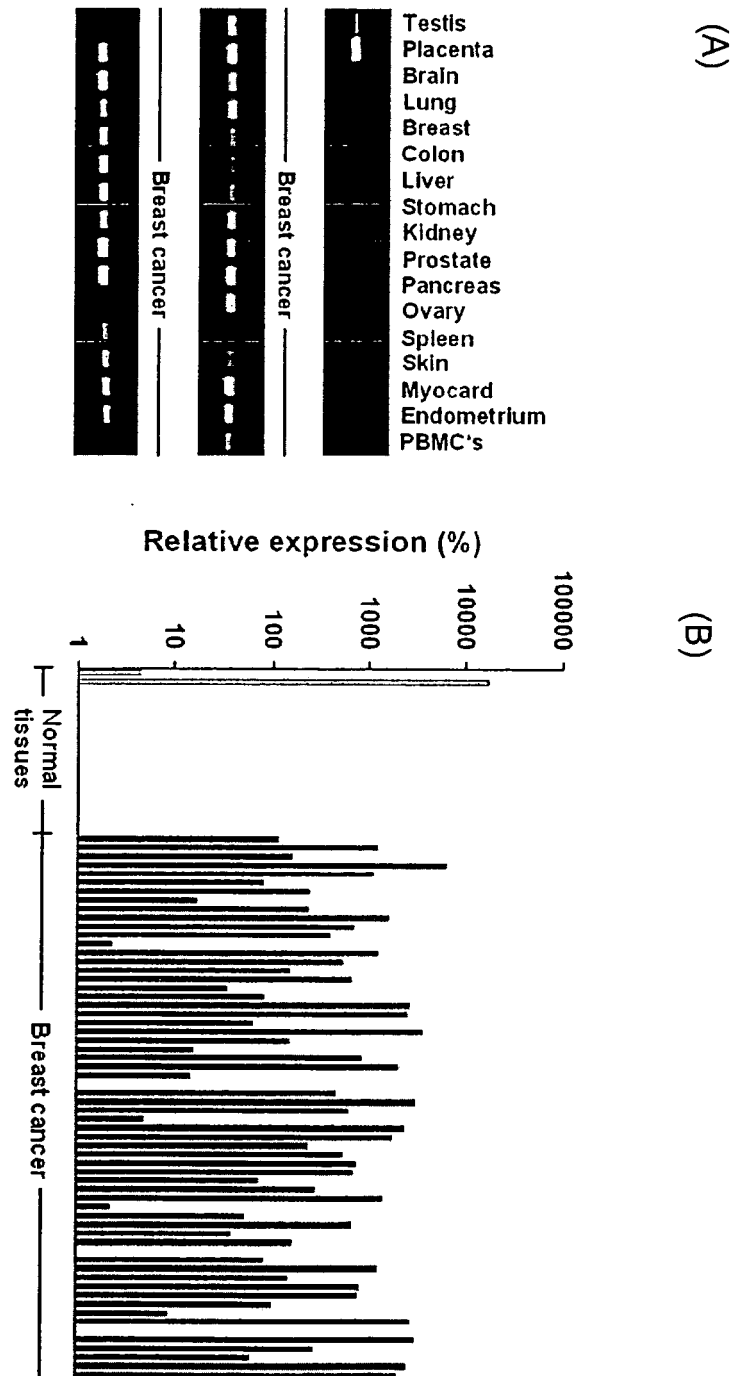 (A)
Testis
Placenta
Brain
Lung
Breast
Colon
Liver
Stomach
Kidney
Prostate
Pancreas
Ovary
Spleen
Skin
Myocard
Endometrium
PBMC's
Breast cancer
Breast cancer
(B)
Relative expression (%)
100000
10000
1000
100
10
1
Normal
tissues
Breast cancer